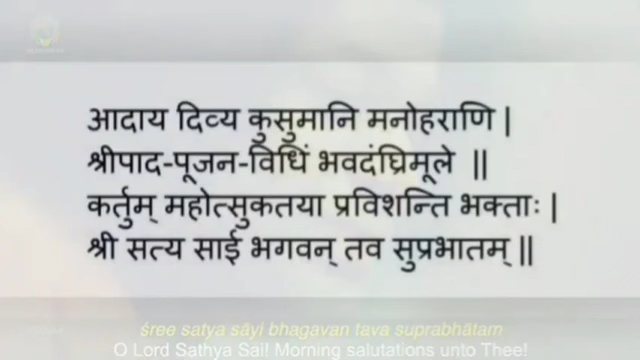 आदाय दिव्य कुसुमानि मनोहराणि |
श्रीपाद-पूजन-विधिं भवदंघ्रिमूले ||
कर्तुम् महोत्सुकतया प्रविशन्ति भक्ताः |
श्री सत्य साई भगवन् तव सुप्रभातम् ||
śree satya sāyi bhagavan tava suprabhātam
O Lord Sathya Sai! Morning salutations unto Thee!